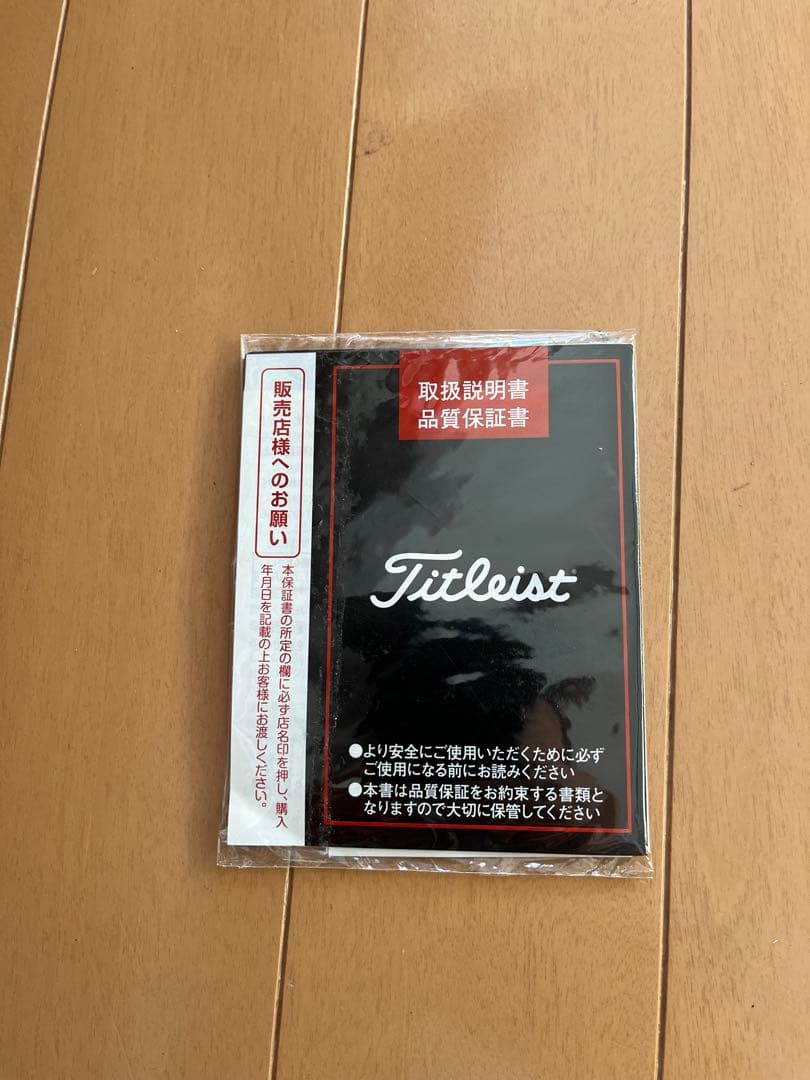 販売店様へのお願い
本保証書の所定の欄に必ず店名印を押し、購入
年月日を記載の上お客様にお渡しください。
取扱説明書
品質保証書
Titleist
●より安全にご使用いただくために必ず
ご使用になる前にお読みください
●本書は品質保証をお約束する書類と
なりますので大切に保管してください